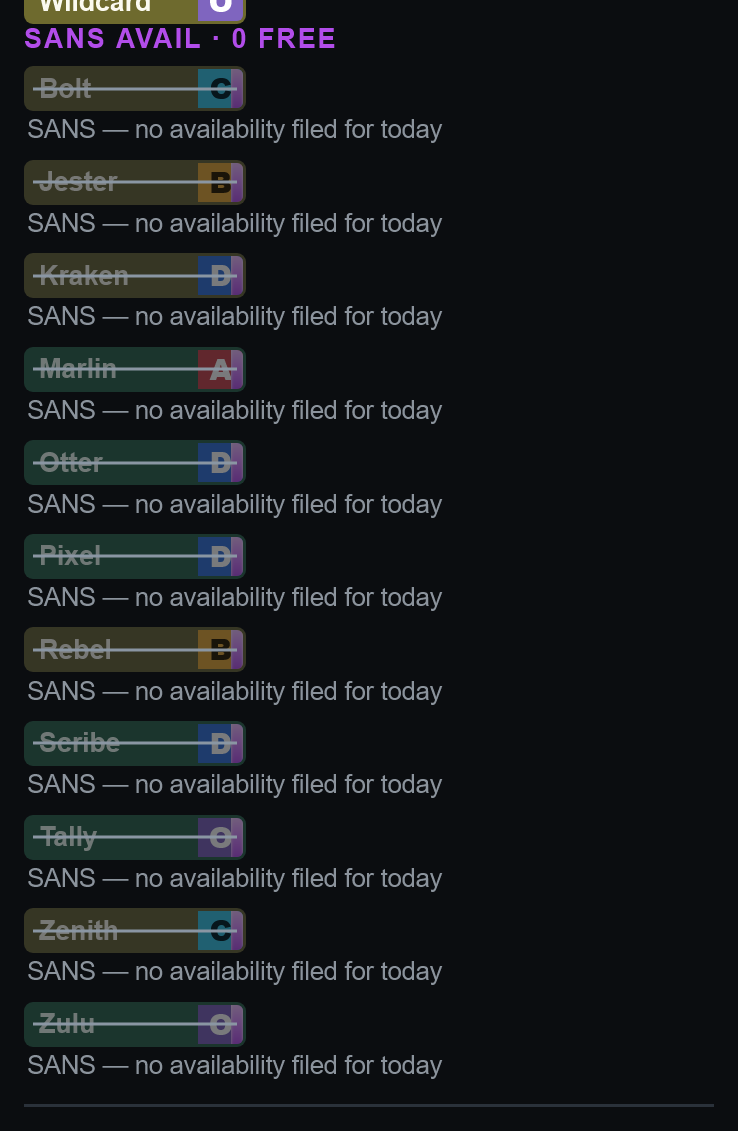 Wildcard O
SANS AVAIL · 0 FREE
Bolt C
SANS — no availability filed for today
Jester B
SANS — no availability filed for today
Kraken D
SANS — no availability filed for today
Marlin A
SANS — no availability filed for today
Otter D
SANS — no availability filed for today
Pixel D
SANS — no availability filed for today
Rebel B
SANS — no availability filed for today
Scribe D
SANS — no availability filed for today
Tally O
SANS — no availability filed for today
Zenith C
SANS — no availability filed for today
Zulu O
SANS — no availability filed for today